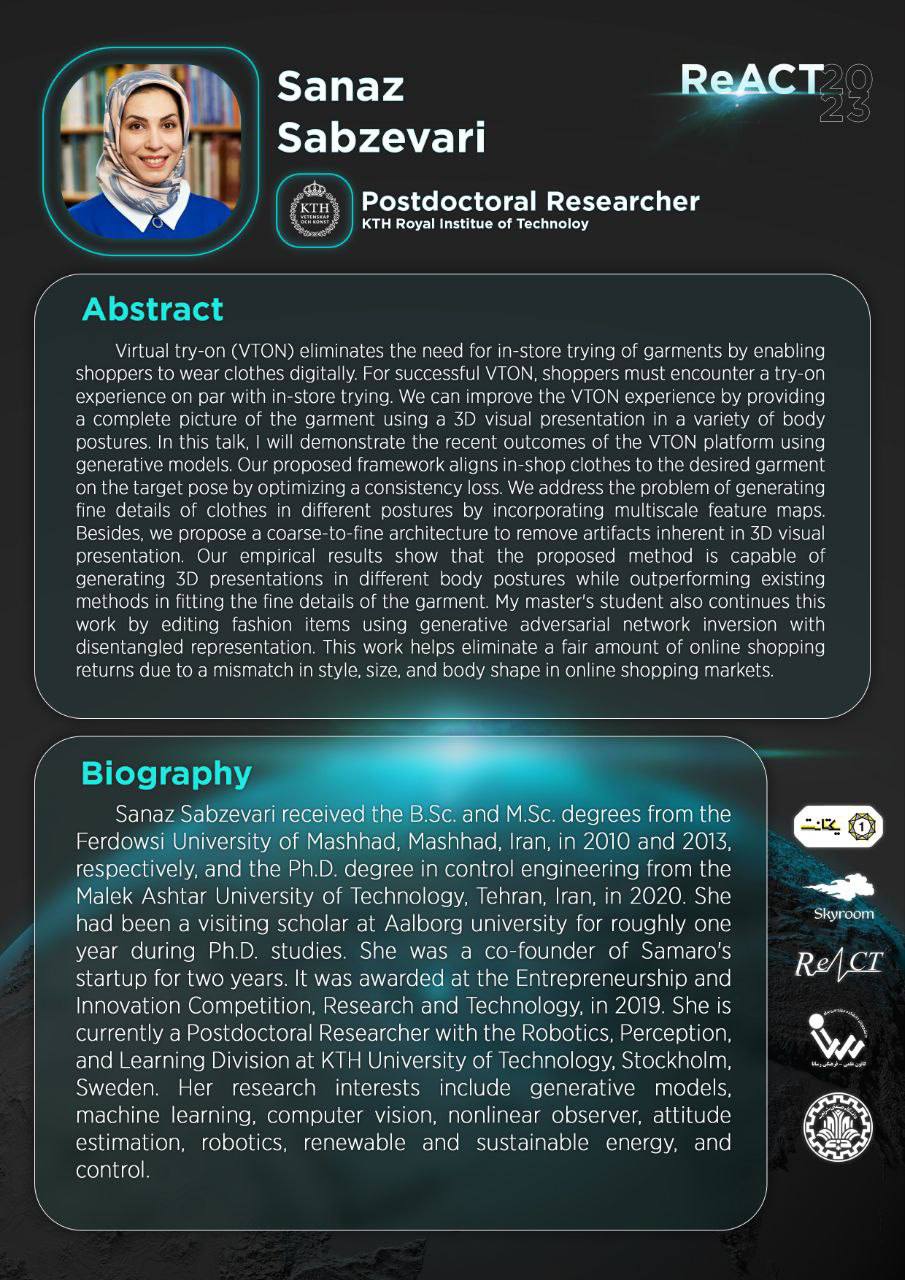 Sanaz
Sabzevari
ReACT 20
23
KTH
VETENSKAP
OCH KONST
Postdoctoral Researcher
KTH Royal Institue of Technoloy
Abstract
Virtual try-on (VTON) eliminates the need for in-store trying of garments by enabling
shoppers to wear clothes digitally. For successful VTON, shoppers must encounter a try-on
experience on par with in-store trying. We can improve the VTON experience by providing
a complete picture of the garment using a 3D visual presentation in a variety of body
postures. In this talk, I will demonstrate the recent outcomes of the VTON platform using
generative models. Our proposed framework aligns in-shop clothes to the desired garment
on the target pose by optimizing a consistency loss. We address the problem of generating
fine details of clothes in different postures by incorporating multiscale feature maps.
Besides, we propose a coarse-to-fine architecture to remove artifacts inherent in 3D visual
presentation. Our empirical results show that the proposed method is capable of
generating 3D presentations in different body postures while outperforming existing
methods in fitting the fine details of the garment. My master's student also continues this
work by editing fashion items using generative adversarial network inversion with
disentangled representation. This work helps eliminate a fair amount of online shopping
returns due to a mismatch in style, size, and body shape in online shopping markets.
Biography
Sanaz Sabzevari received the B.Sc. and M.Sc. degrees from the
Ferdowsi University of Mashhad, Mashhad, Iran, in 2010 and 2013,
respectively, and the Ph.D. degree in control engineering from the
Malek Ashtar University of Technology, Tehran, Iran, in 2020. She
had been a visiting scholar at Aalborg university for roughly one
year during Ph.D. studies. She was a co-founder of Samaro's
startup for two years. It was awarded at the Entrepreneurship and
Innovation Competition, Research and Technology, in 2019. She is
currently a Postdoctoral Researcher with the Robotics, Perception,
and Learning Division at KTH University of Technology, Stockholm,
Sweden. Her research interests include generative models,
machine learning, computer vision, nonlinear observer, attitude
estimation, robotics, renewable and sustainable energy, and
control.
یکتانت 1
Skyroom
ReACT
کانون علمی - فرهنگی رسانا